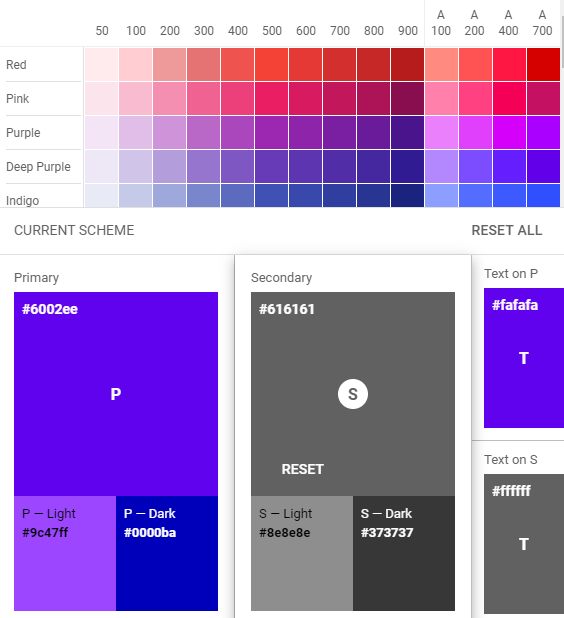 A A A A
50 100 200 300 400 500 600 700 800 900 100 200 400 700
Red
Pink
Purple
Deep Purple
Indigo
CURRENT SCHEME RESET ALL
Primary
#6002ee
P
P — Light
#9c47ff
P — Dark
#0000ba
Secondary
#616161
S
RESET
S — Light
#8e8e8e
S — Dark
#373737
Text on P
#fafafa
T
Text on S
#ffffff
T